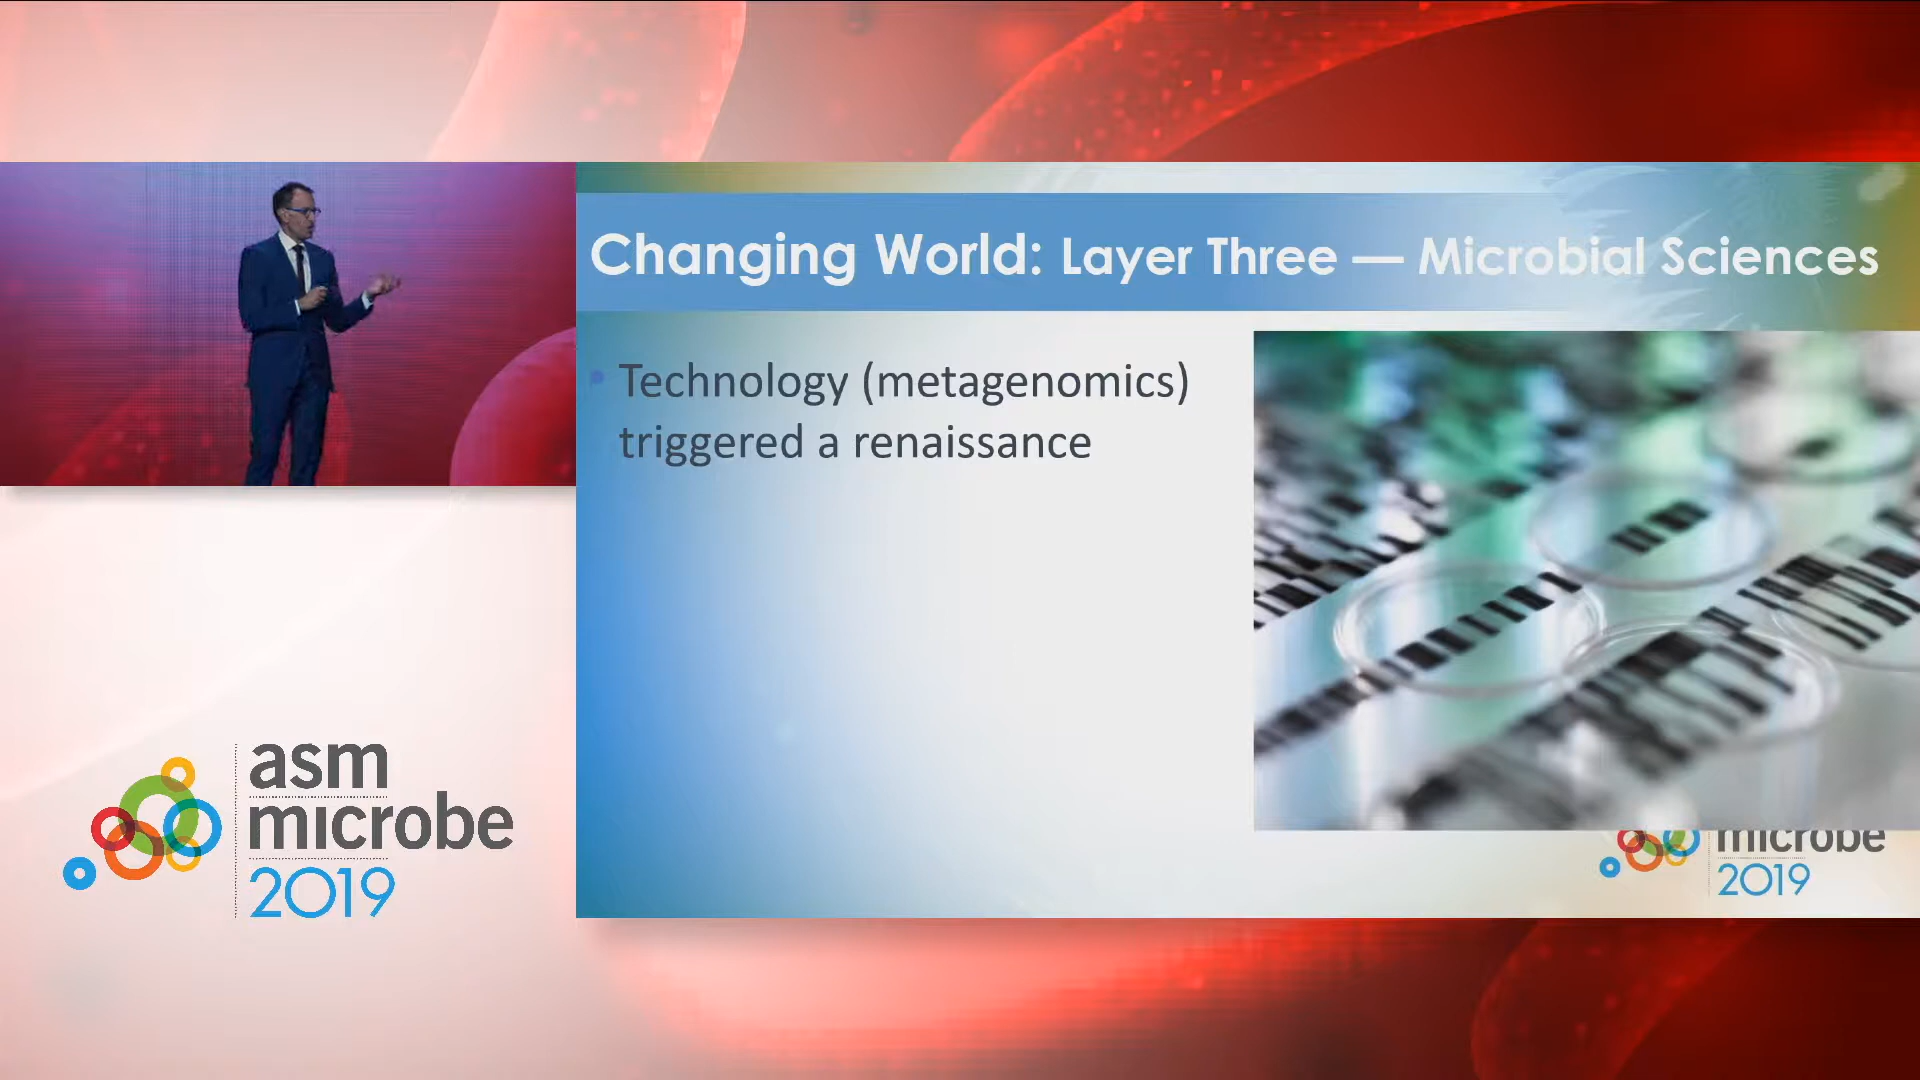 Changing World: Layer Three — Microbial Sciences
Technology (metagenomics)
triggered a renaissance
asm
microbe
2019
microbe
2019